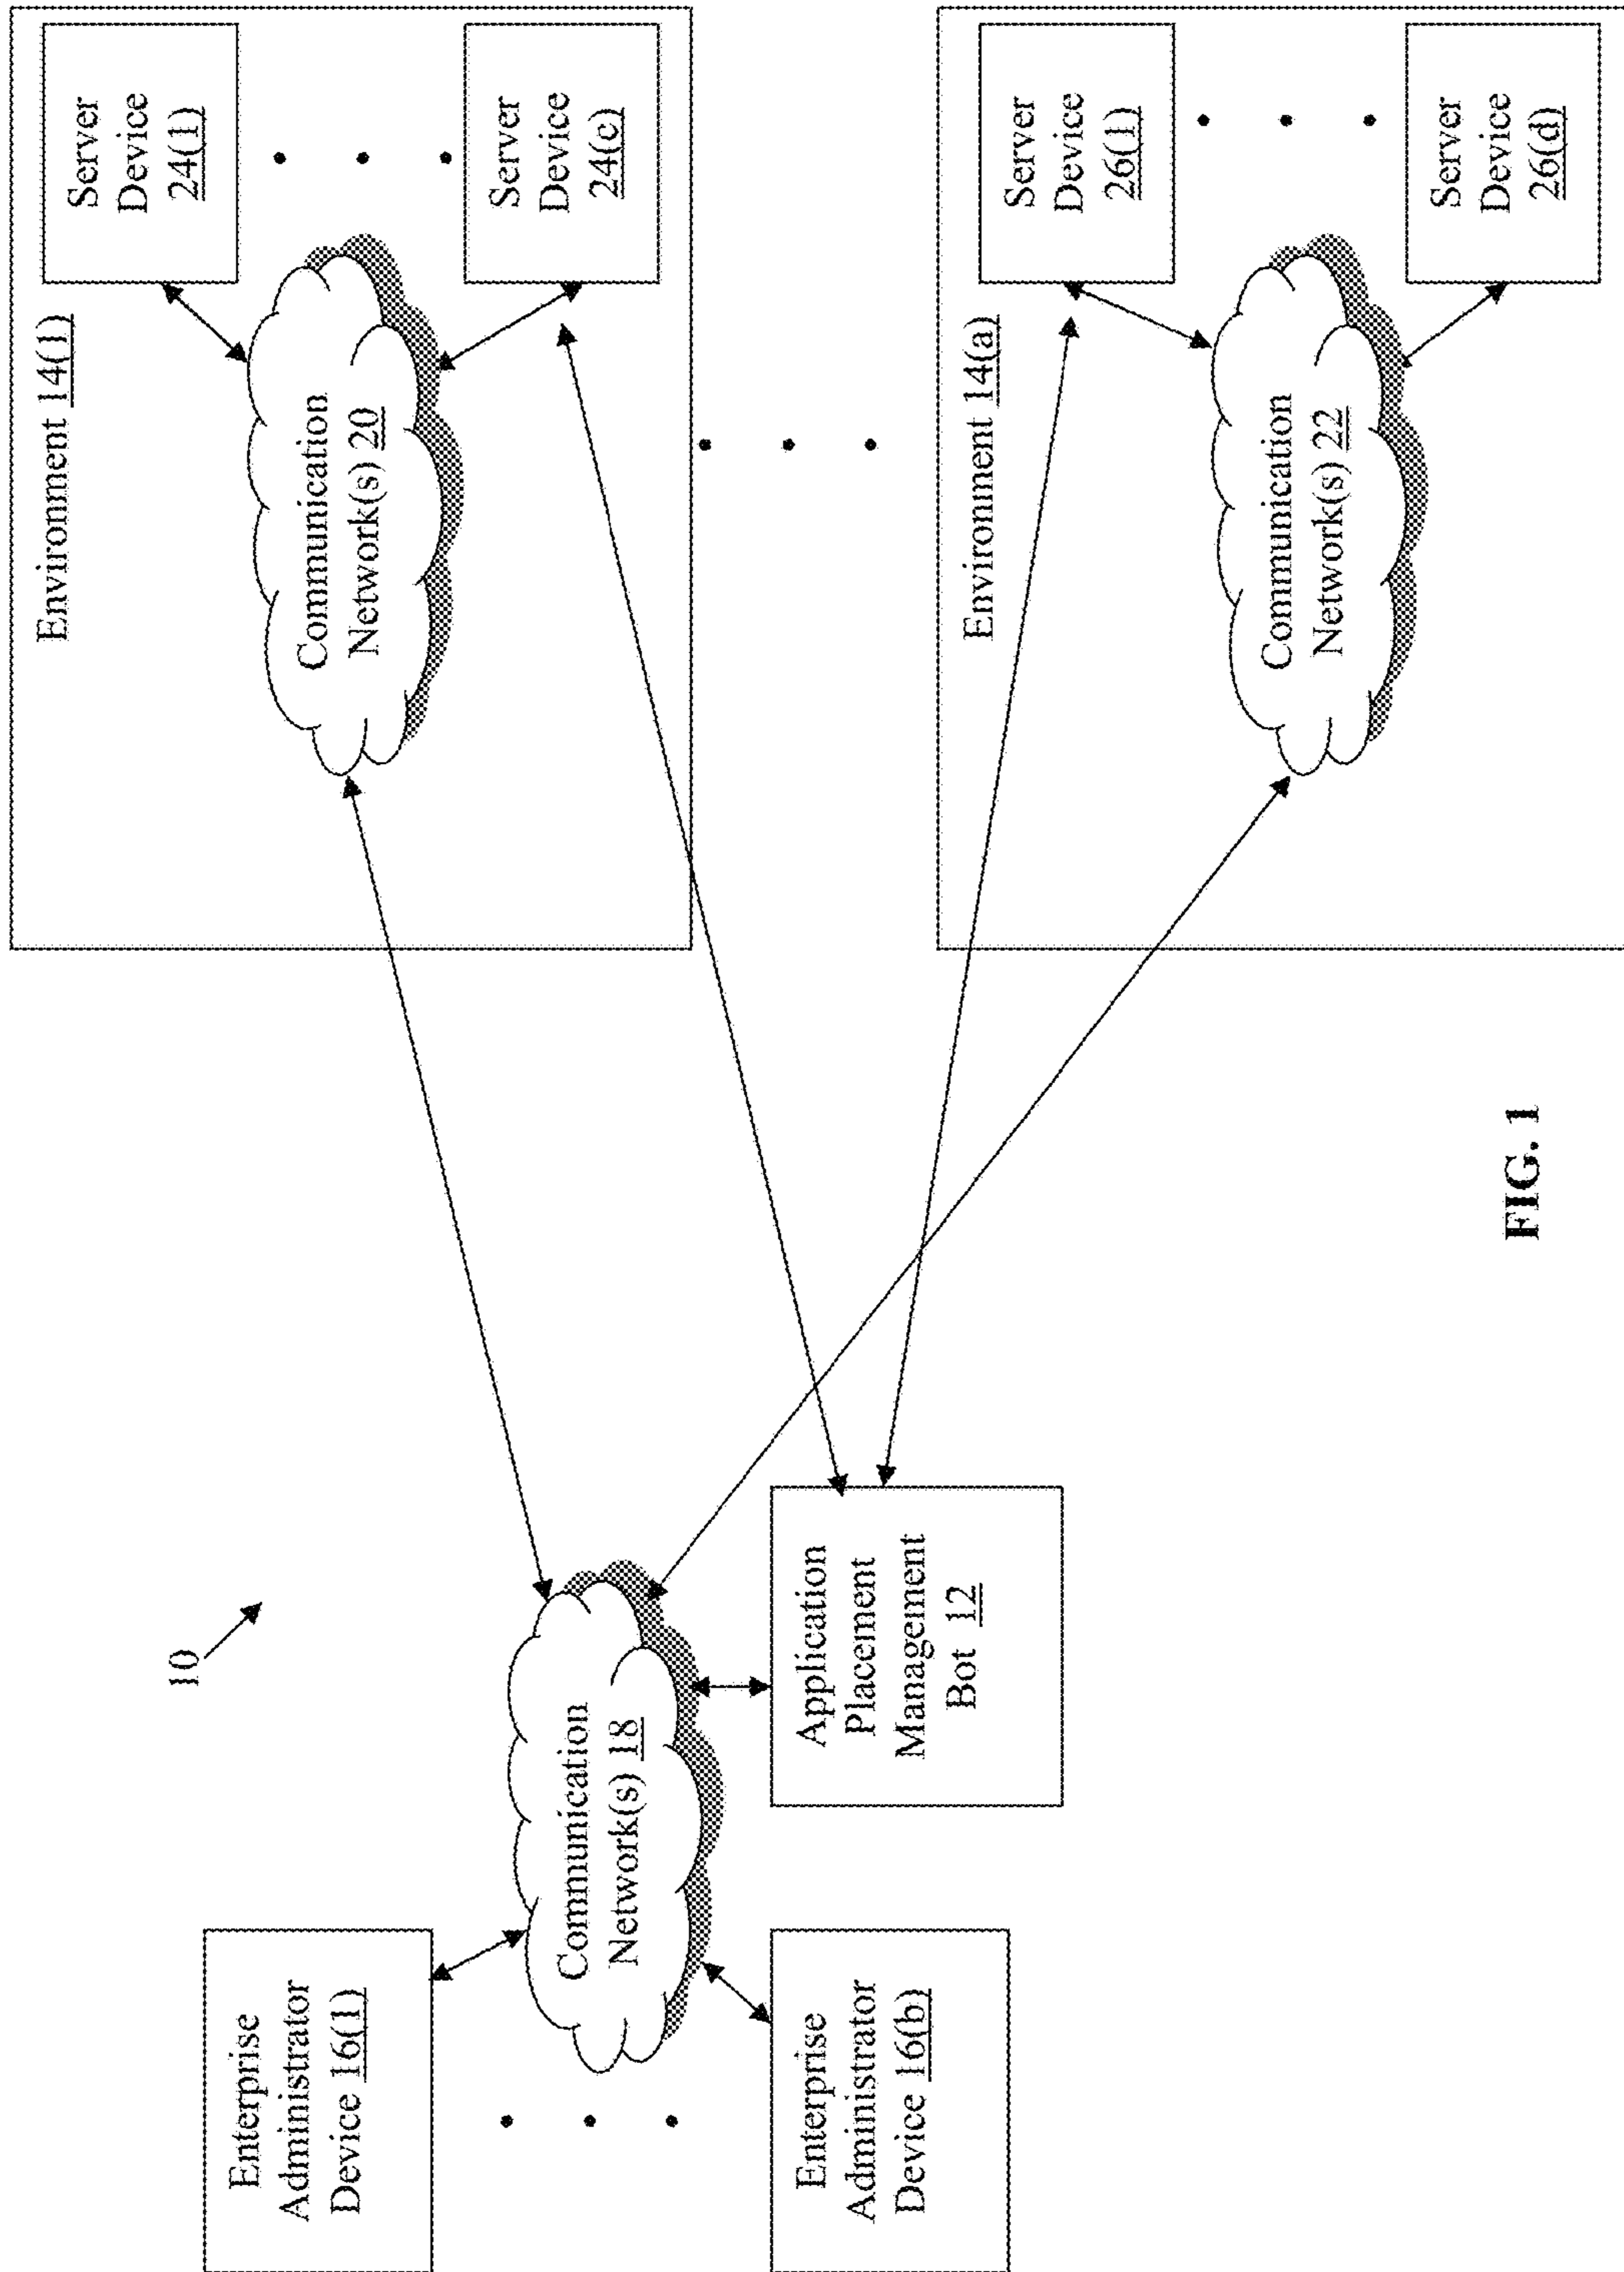 10
Enterprise
Administrator
Device 16(1)
Enterprise
Administrator
Device 16(b)
Communication
Network(s) 18
Application
Placement
Management
Bot 12
Environment 14(1)
Communication
Network(s) 20
Server
Device
24(1)
Server
Device
24(c)
Environment 14(a)
Communication
Network(s) 22
Server
Device
26(1)
Server
Device
26(d)
FIG. 1